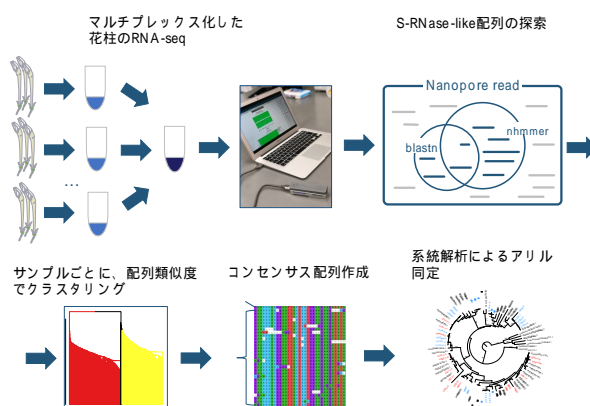 マルチプレックス化した
花柱のRNA-seq
S-RNase-like配列の探索
Nanopore read
blastn
nhmmer
…
サンプルごとに、配列類似度
でクラスタリング
コンセンサス配列作成
系統解析によるアリル
同定